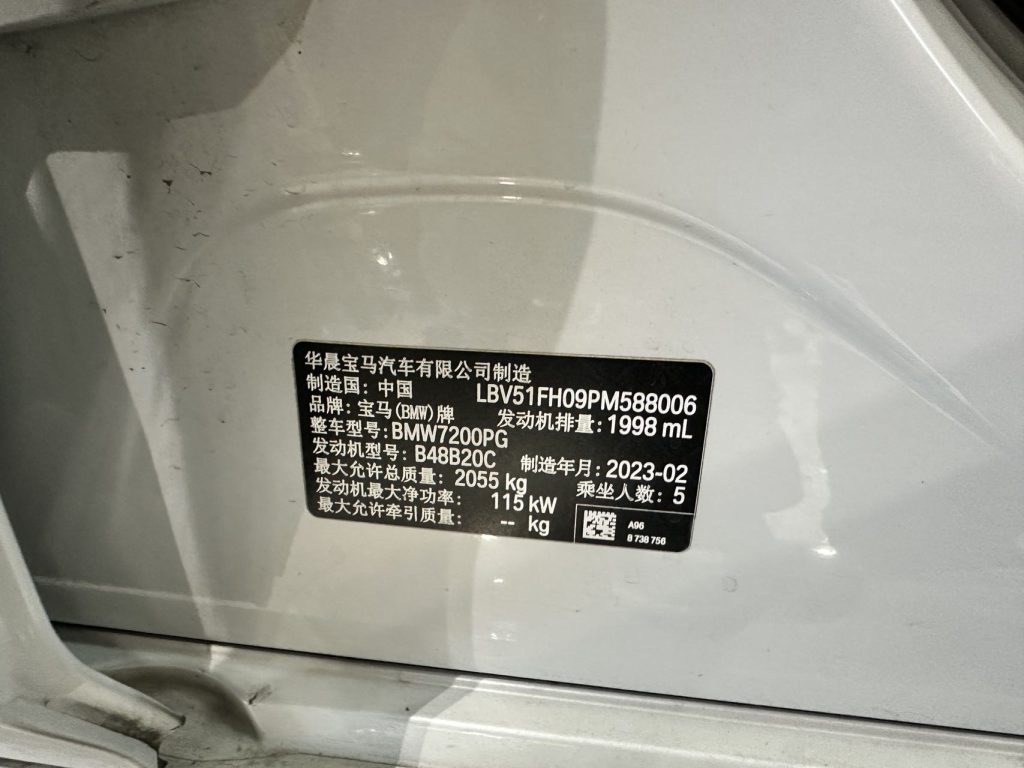 华晨宝马汽车有限公司制造
制造国: 中国 LBV51FH09PM588006
品牌: 宝马(BMW)牌 发动机排量: 1998 mL
整车型号: BMW7200PG
发动机型号: B48B20C 制造年月: 2023-02
最大允许总质量: 2055 kg 乘坐人数: 5
发动机最大净功率: 115 kW
最大允许牵引质量: -- kg
A96
8 738 756